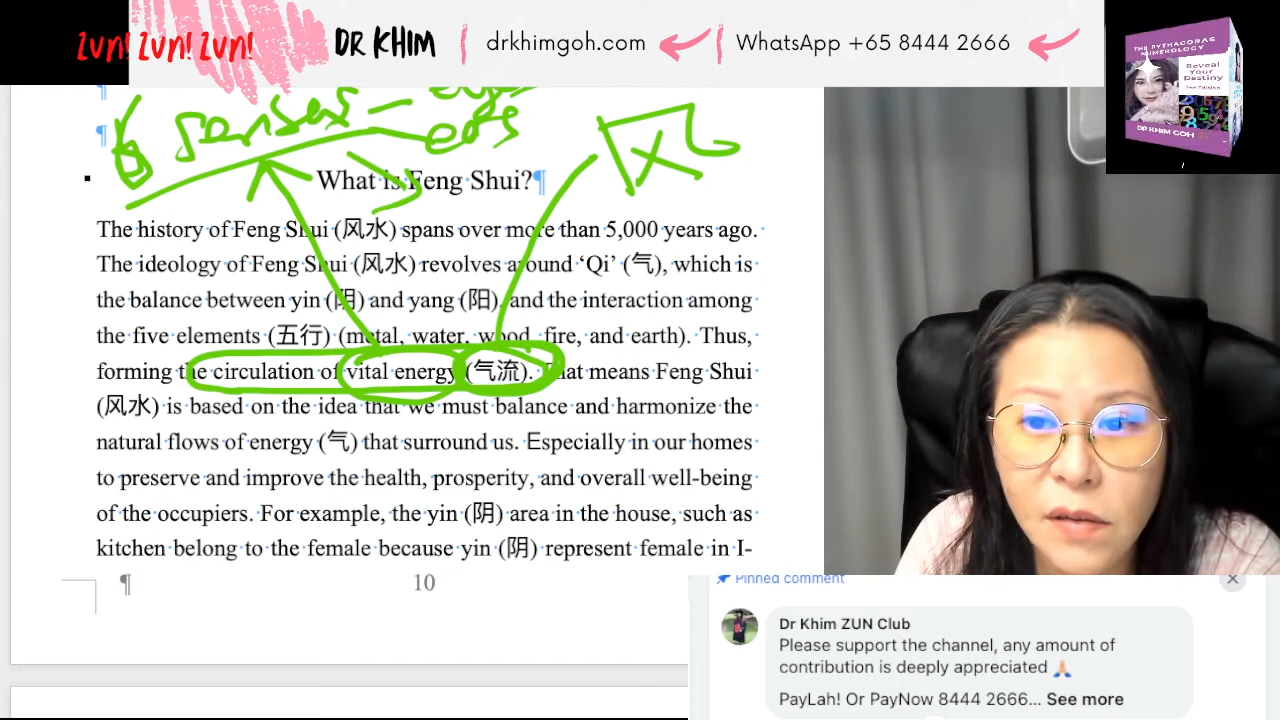 Zun! Zun! Zun!
DR KHIM
drkhimgoh.com
WhatsApp +65 8444 2666
THE PYTHAGORAS
NUMEROLOGY
Reveal
Your
Destiny
2nd Edition
DR KHIM GOH
6 senses –
ears
What is Feng Shui?¶
The history of Feng Shui (风水) spans over more than 5,000 years ago.
The ideology of Feng Shui (风水) revolves around ‘Qi’ (气), which is
the balance between yin (阴) and yang (阳), and the interaction among
the five elements (五行) (metal, water, wood, fire, and earth). Thus,
forming the circulation of vital energy (气流). That means Feng Shui
(风水) is based on the idea that we must balance and harmonize the
natural flows of energy (气) that surround us. Especially in our homes
to preserve and improve the health, prosperity, and overall well-being
of the occupiers. For example, the yin (阴) area in the house, such as
kitchen belong to the female because yin (阴) represent female in I-
¶
10
Pinned comment
Dr Khim ZUN Club
Please support the channel, any amount of
contribution is deeply appreciated 🙏
PayLah! Or PayNow 8444 2666... See more